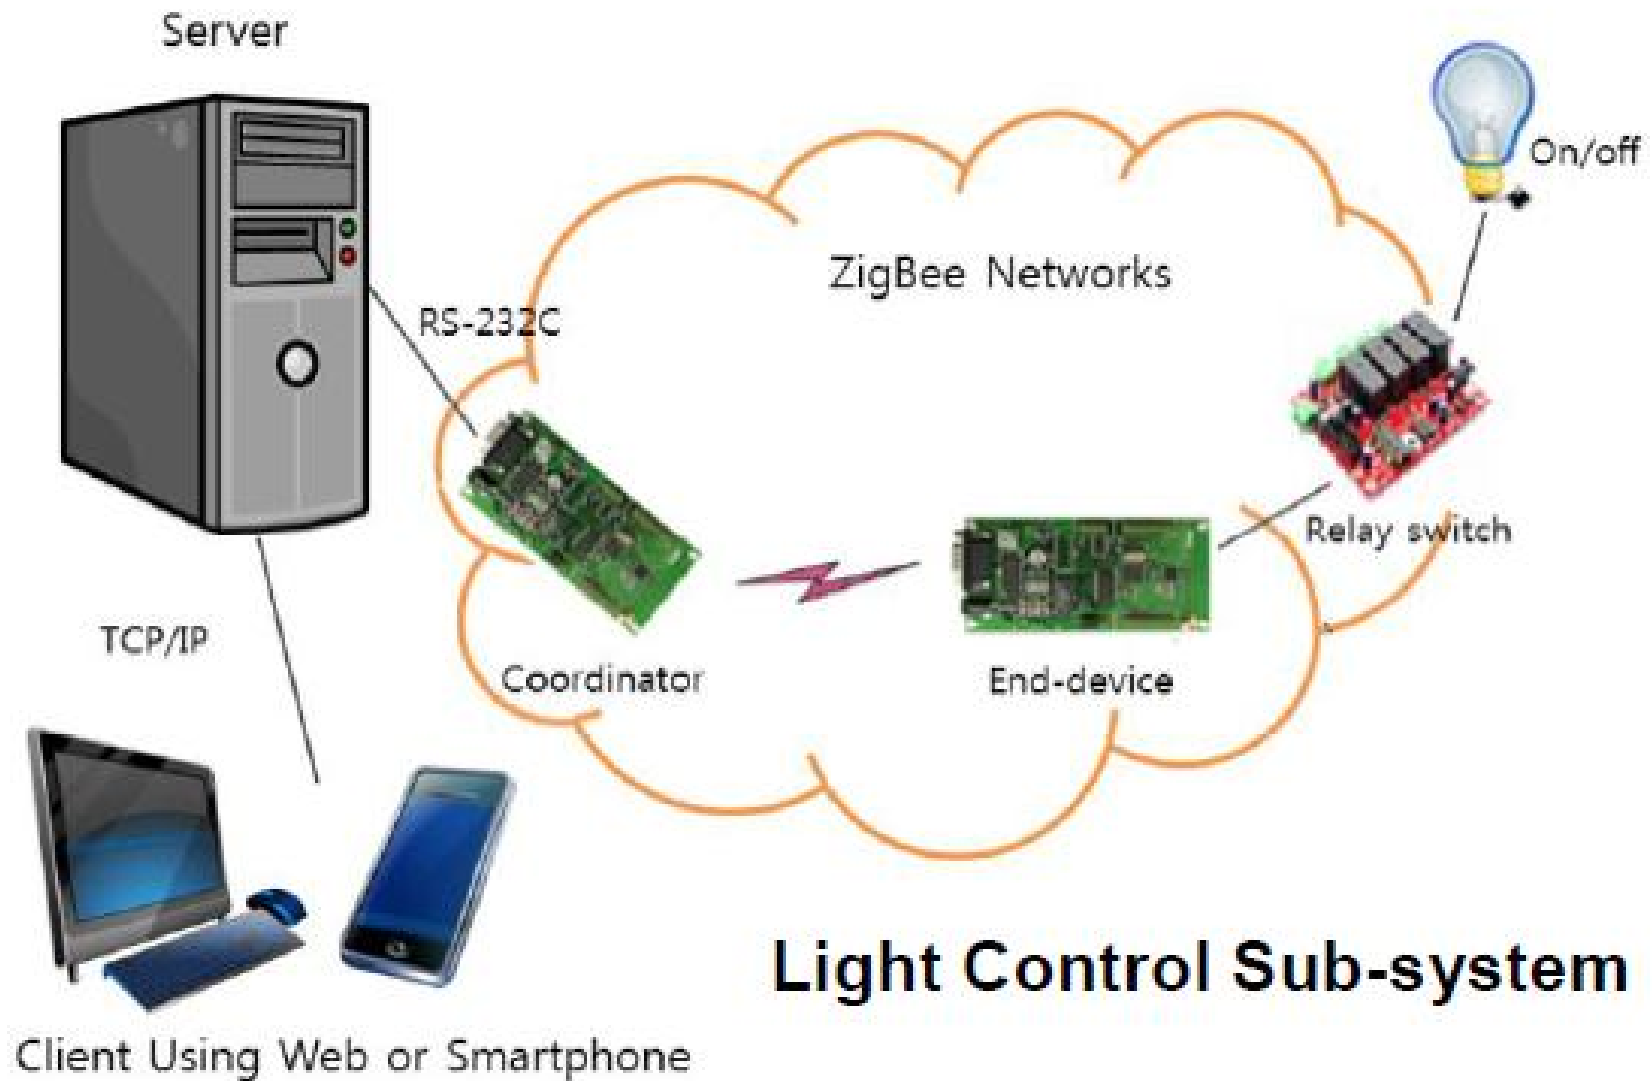 Server
On/off
ZigBee Networks
RS-232C
Relay switch
TCP/IP
Coordinator
End-device
Light Control Sub-system
Client Using Web or Smartphone